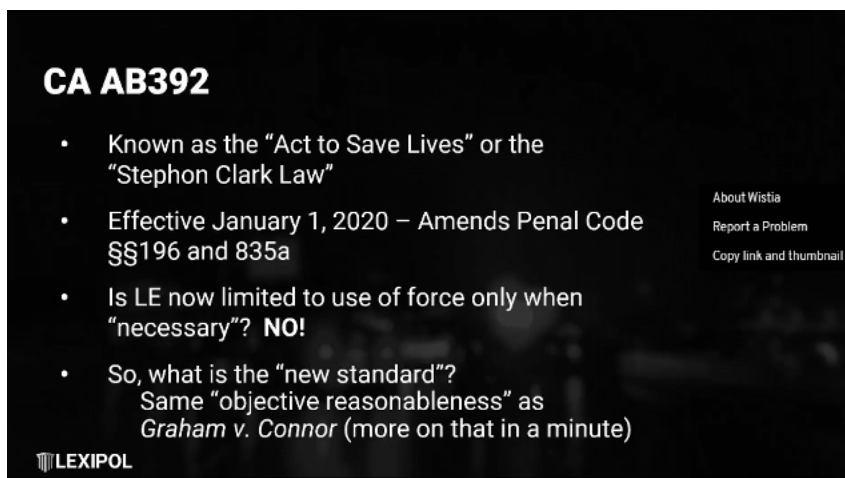 CA AB392
• Known as the “Act to Save Lives” or the
“Stephon Clark Law”
• Effective January 1, 2020 – Amends Penal Code
§§196 and 835a
• Is LE now limited to use of force only when
“necessary”? NO!
• So, what is the “new standard”?
Same “objective reasonableness” as
Graham v. Connor (more on that in a minute)
About Wistia
Report a Problem
Copy link and thumbnail
LEXIPOL